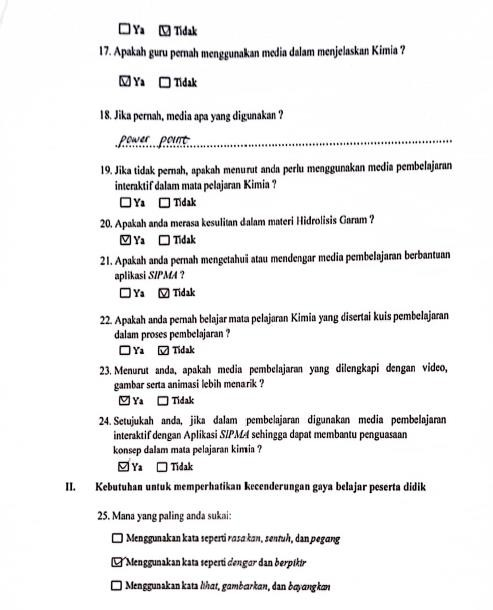 ☐ Ya ☑ Tidak
17. Apakah guru pernah menggunakan media dalam menjelaskan Kimia ?
☑ Ya ☐ Tidak
18. Jika pernah, media apa yang digunakan ?
power point
19. Jika tidak pernah, apakah menurut anda perlu menggunakan media pembelajaran
interaktif dalam mata pelajaran Kimia ?
☐ Ya ☐ Tidak
20. Apakah anda merasa kesulitan dalam materi Hidrolisis Garam ?
☑ Ya ☐ Tidak
21. Apakah anda pernah mengetahui atau mendengar media pembelajaran berbantuan
aplikasi SIPMA ?
☐ Ya ☑ Tidak
22. Apakah anda pernah belajar mata pelajaran Kimia yang disertai kuis pembelajaran
dalam proses pembelajaran ?
☐ Ya ☑ Tidak
23. Menurut anda, apakah media pembelajaran yang dilengkapi dengan video,
gambar serta animasi lebih menarik ?
☑ Ya ☐ Tidak
24. Setujukah anda, jika dalam pembelajaran digunakan media pembelajaran
interaktif dengan Aplikasi SIPMA sehingga dapat membantu penguasaan
konsep dalam mata pelajaran kimia ?
☑ Ya ☐ Tidak
II. Kebutuhan untuk memperhatikan kecenderungan gaya belajar peserta didik
25. Mana yang paling anda sukai:
☐ Menggunakan kata seperti rasakan, sentuh, dan pegang
☑ Menggunakan kata seperti dengar dan berpikir
☐ Menggunakan kata lihat, gambarkan, dan bayangkan